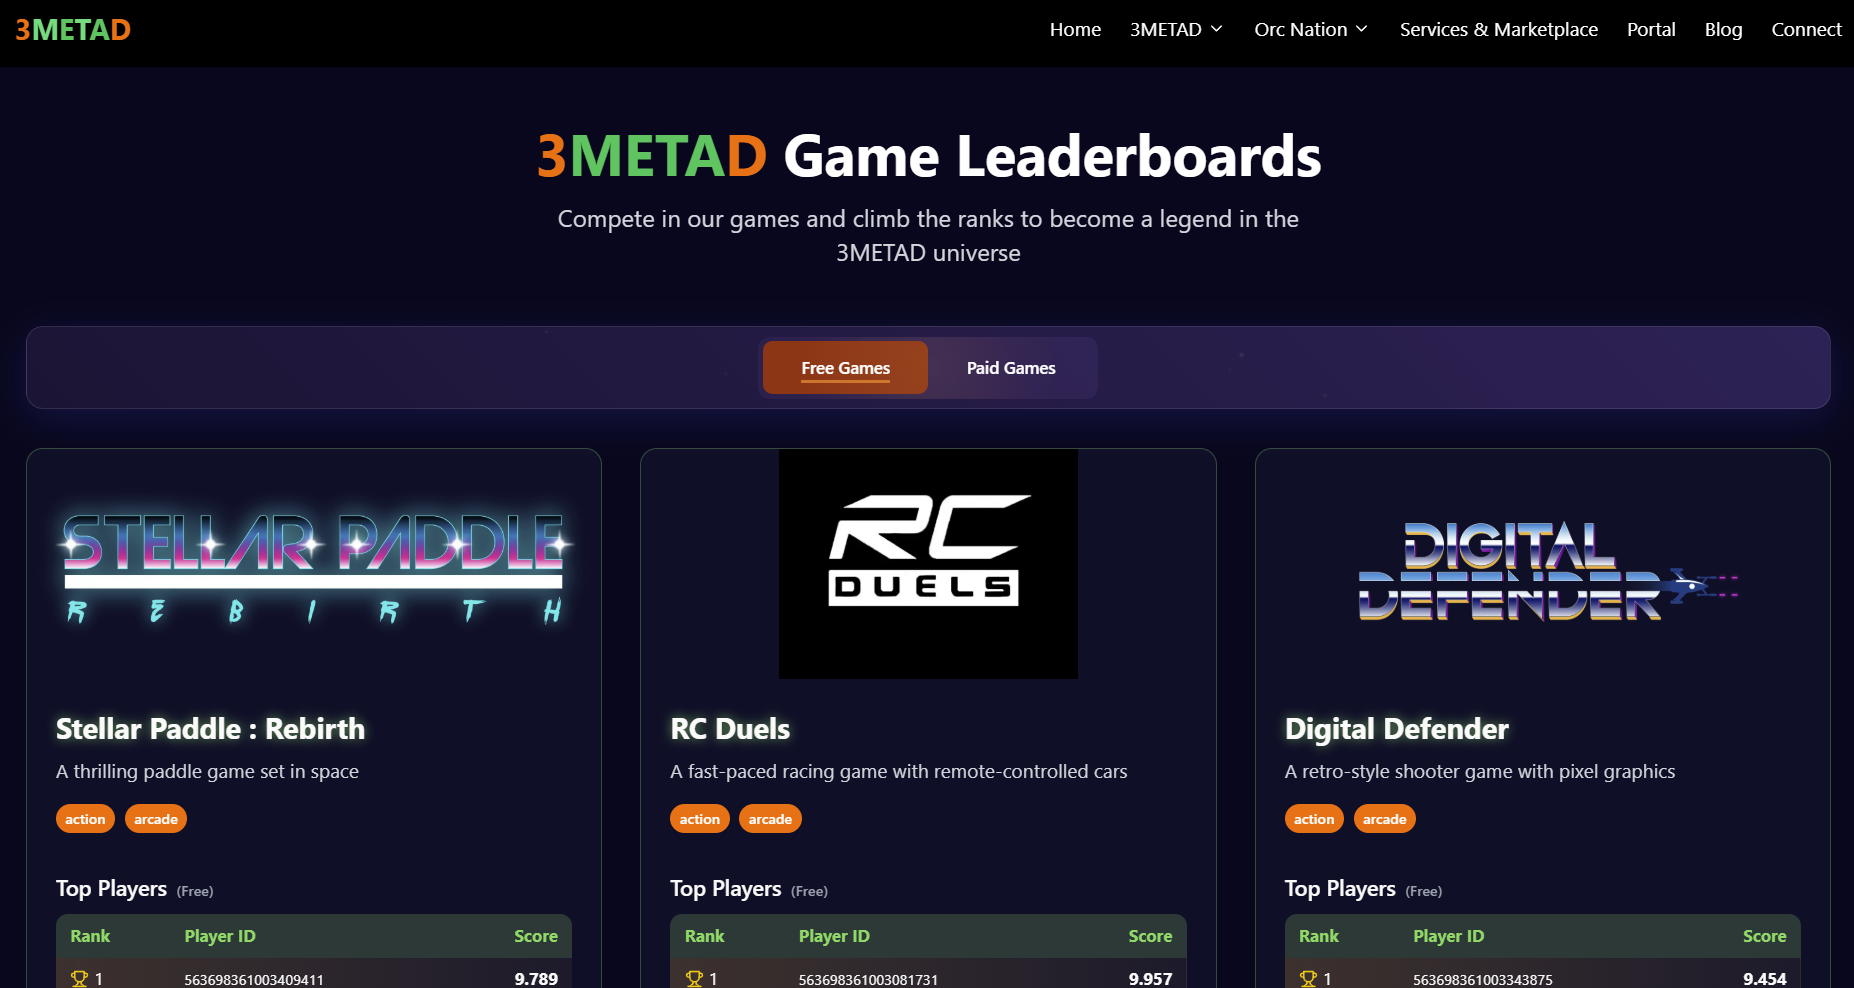 3METAD
Home 3METAD Orc Nation Services & Marketplace Portal Blog Connect
3METAD Game Leaderboards
Compete in our games and climb the ranks to become a legend in the
3METAD universe
Free Games Paid Games
STELLAR PADDLE
REBIRTH
Stellar Paddle : Rebirth
A thrilling paddle game set in space
action arcade
Top Players (Free)
Rank Player ID Score
1 563698361003409411 9.789
RC
DUELS
RC Duels
A fast-paced racing game with remote-controlled cars
action arcade
Top Players (Free)
Rank Player ID Score
1 563698361003081731 9.957
DIGITAL
DEFENDER
Digital Defender
A retro-style shooter game with pixel graphics
action arcade
Top Players (Free)
Rank Player ID Score
1 563698361003343875 9.454